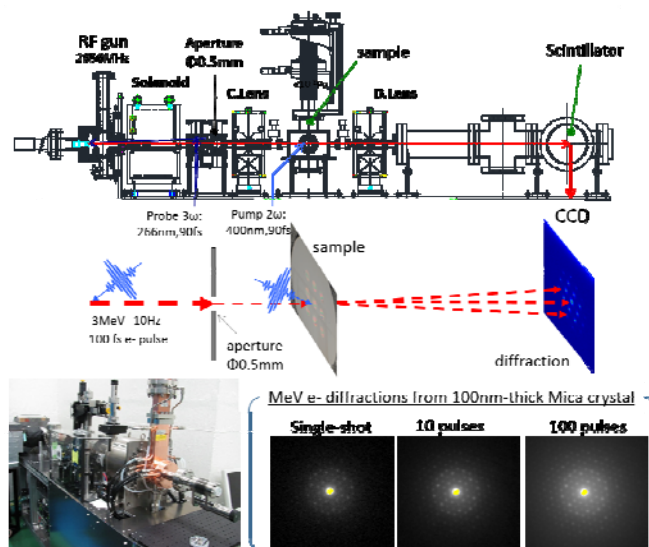 RF gun
2856MHz
Solenoid
Aperture
Φ0.5mm
C.Lens
sample
D.Lens
Scintillator
CCD
Probe 3ω:
266nm,90fs
Pump 2ω:
400nm,90fs
sample
3MeV 10Hz
100 fs e- pulse
aperture
Φ0.5mm
diffraction
MeV e- diffractions from 100nm-thick Mica crystal
Single-shot
10 pulses
100 pulses